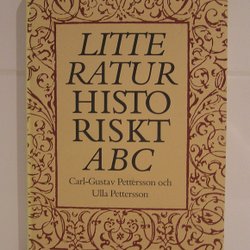 LITTE
RATUR
HISTO
RISKT
ABC
Carl-Gustav Pettersson och
Ulla Pettersson